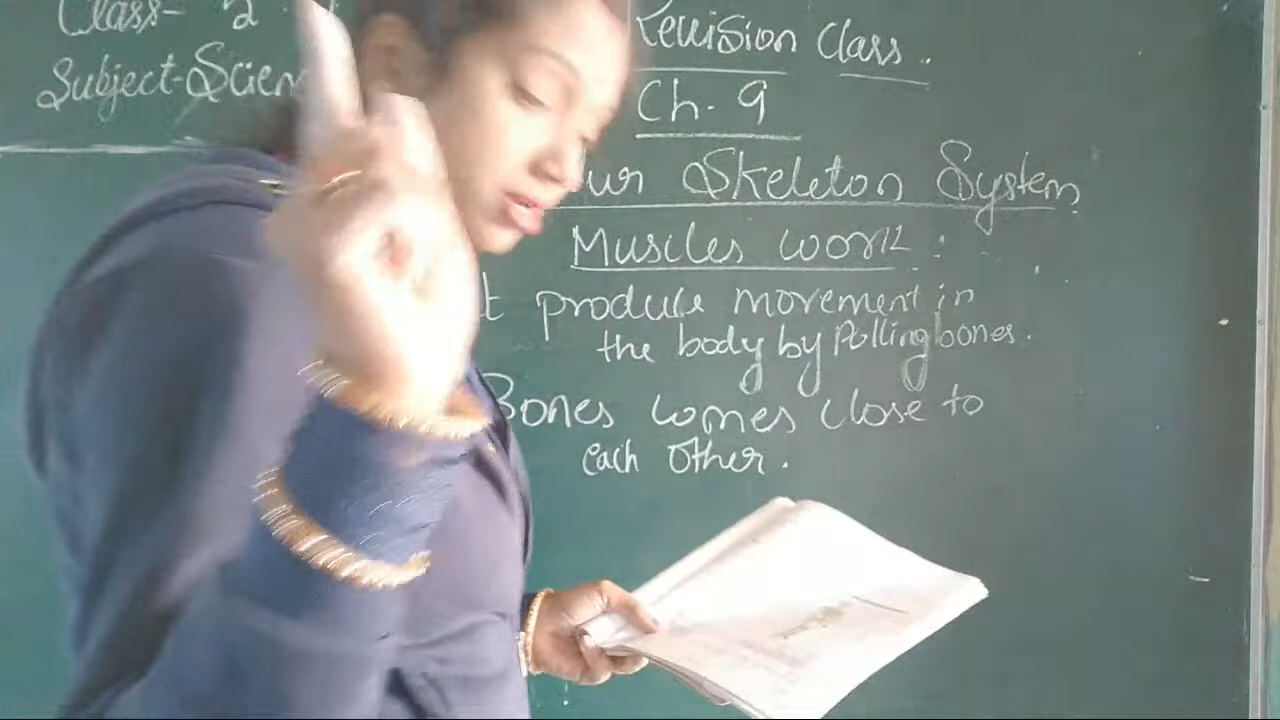 Class- 2
Subject-Scien
Revision Class.
Ch. 9
ur Skeleton System
Muscles work :
t produce movement in
the body by Polling bones.
Bones comes close to
each other.